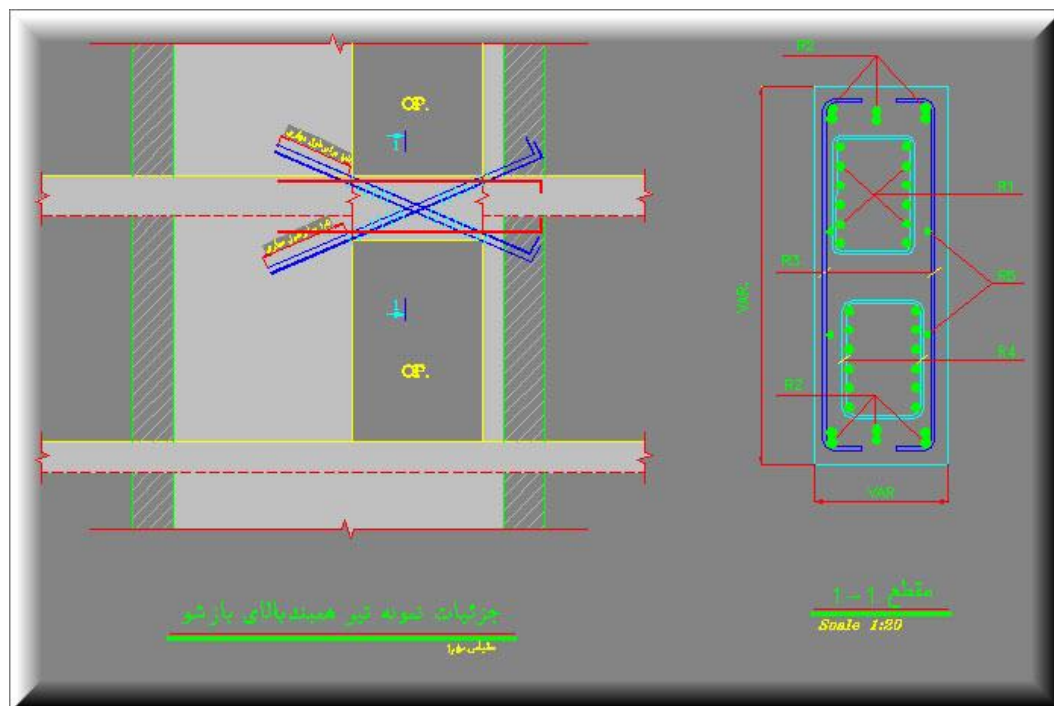 OP.
1
1
OP.
جزئیات نمونه تیر همبند بالای بازشو
R2
R1
R3
R5
VAR.
R4
R2
VAR
مقطع 1-1
Scale 1:20